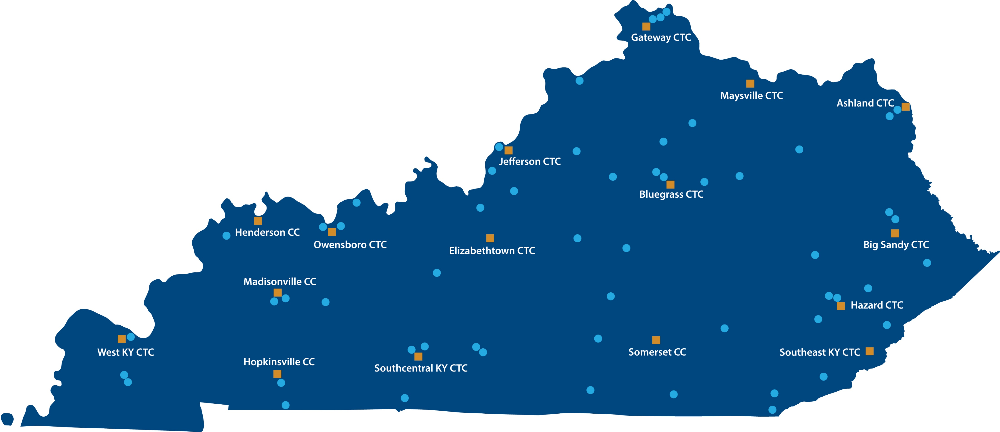 Gateway CTC
Maysville CTC
Ashland CTC
Jefferson CTC
Bluegrass CTC
Henderson CC
Owensboro CTC
Elizabethtown CTC
Big Sandy CTC
Madisonville CC
Hazard CTC
West KY CTC
Somerset CC
Southeast KY CTC
Hopkinsville CC
Southcentral KY CTC